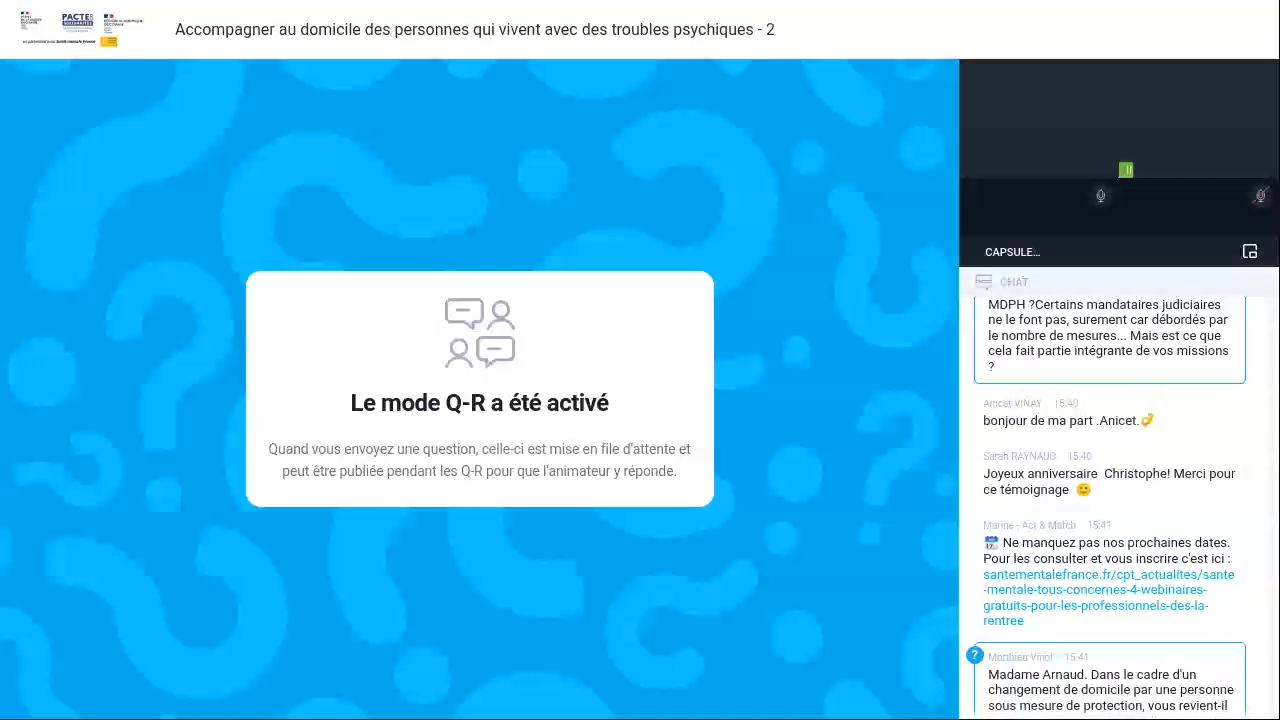 PACTE
SOLIDARITÉS
Accompagner au domicile des personnes qui vivent avec des troubles psychiques - 2
Le mode Q-R a été activé
Quand vous envoyez une question, celle-ci est mise en file d'attente et
peut être publiée pendant les Q-R pour que l'animateur y réponde.
CAPSULE...
CHAT
MDPH ?Certains mandataires judiciaires
ne le font pas, surement car débordés par
le nombre de mesures... Mais est ce que
cela fait partie intégrante de vos missions
?
Anicet VINAY 15:40
bonjour de ma part .Anicet.
Sarah RAYNAUD 15:40
Joyeux anniversaire Christophe! Merci pour
ce témoignage
Marine - Act & Match 15:41
Ne manquez pas nos prochaines dates.
Pour les consulter et vous inscrire c'est ici :
santementalefrance.fr/cpt_actualites/sante
-mentale-tous-concernes-4-webinaires-
gratuits-pour-les-professionnels-des-la-
rentree
? 15:41
Madame Arnaud. Dans le cadre d'un
changement de domicile par une personne
sous mesure de protection, vous revient-il